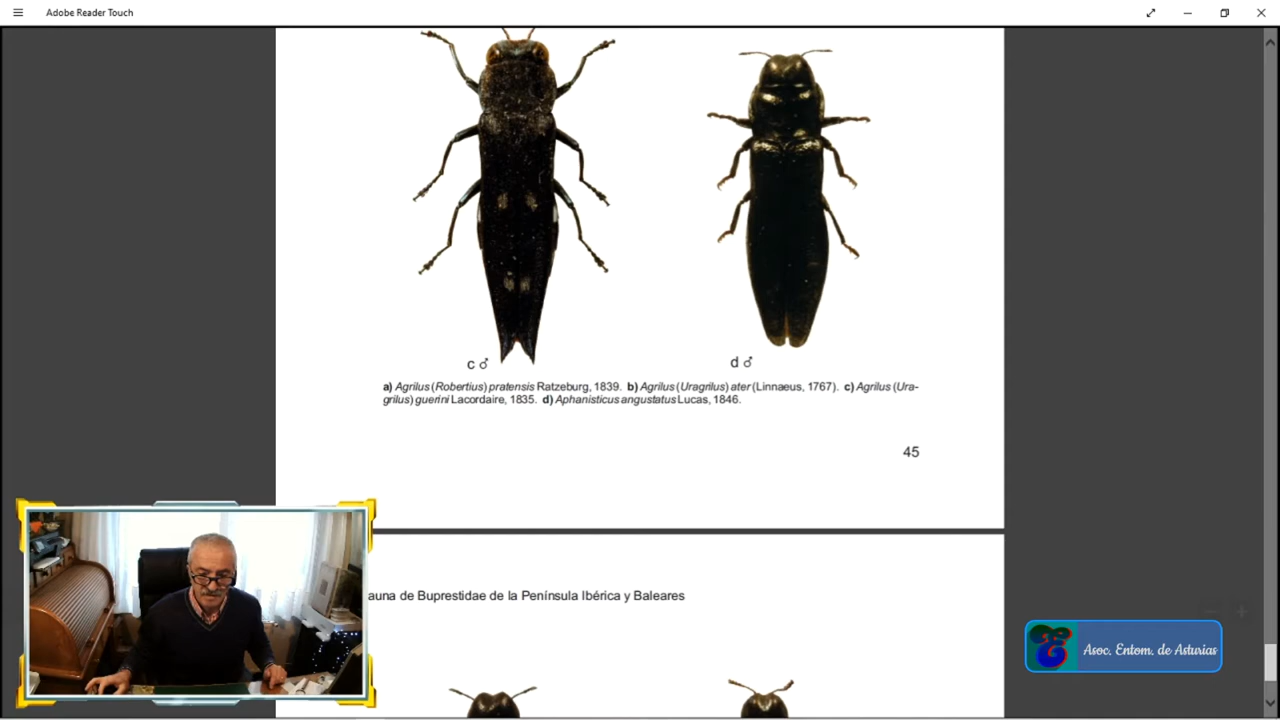 Adobe Reader Touch
c ♂
d ♂
a) Agrilus (Robertius) pratensis Ratzeburg, 1839. b) Agrilus (Uragrilus) ater (Linnaeus, 1767). c) Agrilus (Ura-
grilus) guerini Lacordaire, 1835. d) Aphanisticus angustatus Lucas, 1846.
45
auna de Buprestidae de la Península Ibérica y Baleares
Asoc. Entom. de Asturias